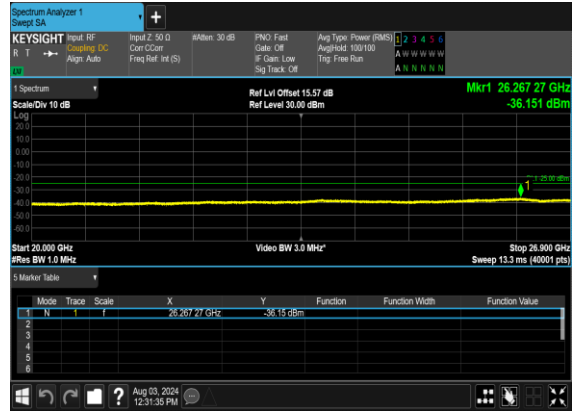 Spectrum Analyzer 1
Swept SA
+
KEYSIGHT Input: RF Input Z: 50 Ω #Atten: 30 dB PNO: Fast Avg Type: Power (RMS) 1 2 3 4 5 6
R T Coupling: DC Corr CCorr Gate: Off Avg|Hold: 100/100 A W W W W W
Align: Auto Freq Ref: Int (S) IF Gain: Low Trig: Free Run
Sig Track: Off A N N N N N
1 Spectrum Ref Lvl Offset 15.57 dB Mkr1 26.267 27 GHz
Scale/Div 10 dB Ref Level 30.00 dBm -36.151 dBm
Log
20.0
10.0
0.00
-10.0
-20.0
-30.0
-40.0
-50.0
-60.0
1
Start 20.000 GHz Video BW 3.0 MHz* Stop 26.900 GHz
#Res BW 1.0 MHz Sweep 13.3 ms (40001 pts)
5 Marker Table
Mode Trace Scale X Y Function Function Width Function Value
1 N 1 f 26.267 27 GHz -36.15 dBm
2
3
4
5
6
? Aug 03, 2024
12:31:35 PM